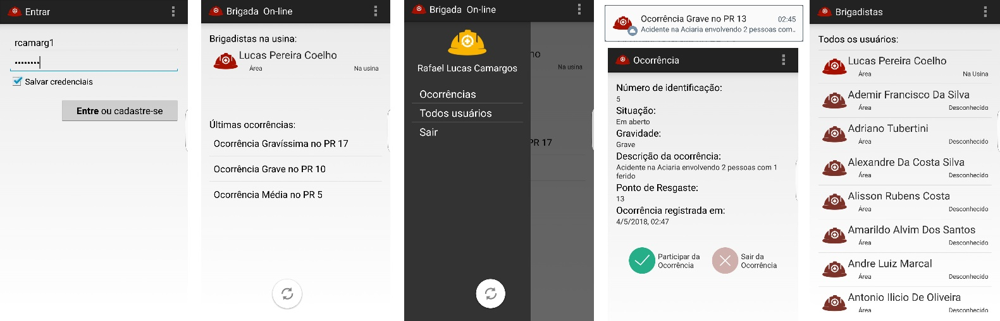 Entrar
rcamarg1
••••••••
Salvar credenciais
Entre ou cadastre-se
Brigada On-line
Brigadistas na usina:
Lucas Pereira Coelho
Área
Na usina
Últimas ocorrências:
Ocorrência Gravíssima no PR 17
Ocorrência Grave no PR 10
Ocorrência Média no PR 5
Brigada On-line
Rafael Lucas Camargos
Ocorrências
Todos usuários
Sair
ho
Na usina
PR 17
Ocorrência Grave no PR 13
02:45
Acidente na Aciaria envolvendo 2 pessoas com..
Ocorrência
Número de identificação:
5
Situação:
Em aberto
Gravidade:
Grave
Descrição da ocorrência:
Acidente na Aciaria envolvendo 2 pessoas com 1
ferido
Ponto de Resgaste:
13
Ocorrência registrada em:
4/5/2018, 02:47
Participar da
Ocorrência
Sair da
Ocorrência
Brigadistas
Todos os usuários:
Lucas Pereira Coelho
Área
Na Usina
Ademir Francisco Da Silva
Área
Desconhecido
Adriano Tubertini
Área
Desconhecido
Alexandre Da Costa Silva
Área
Desconhecido
Alisson Rubens Costa
Área
Desconhecido
Amarildo Alvim Dos Santos
Área
Desconhecido
Andre Luiz Marcal
Área
Desconhecido
Antonio Ilicio De Oliveira
Área
Desconhecido